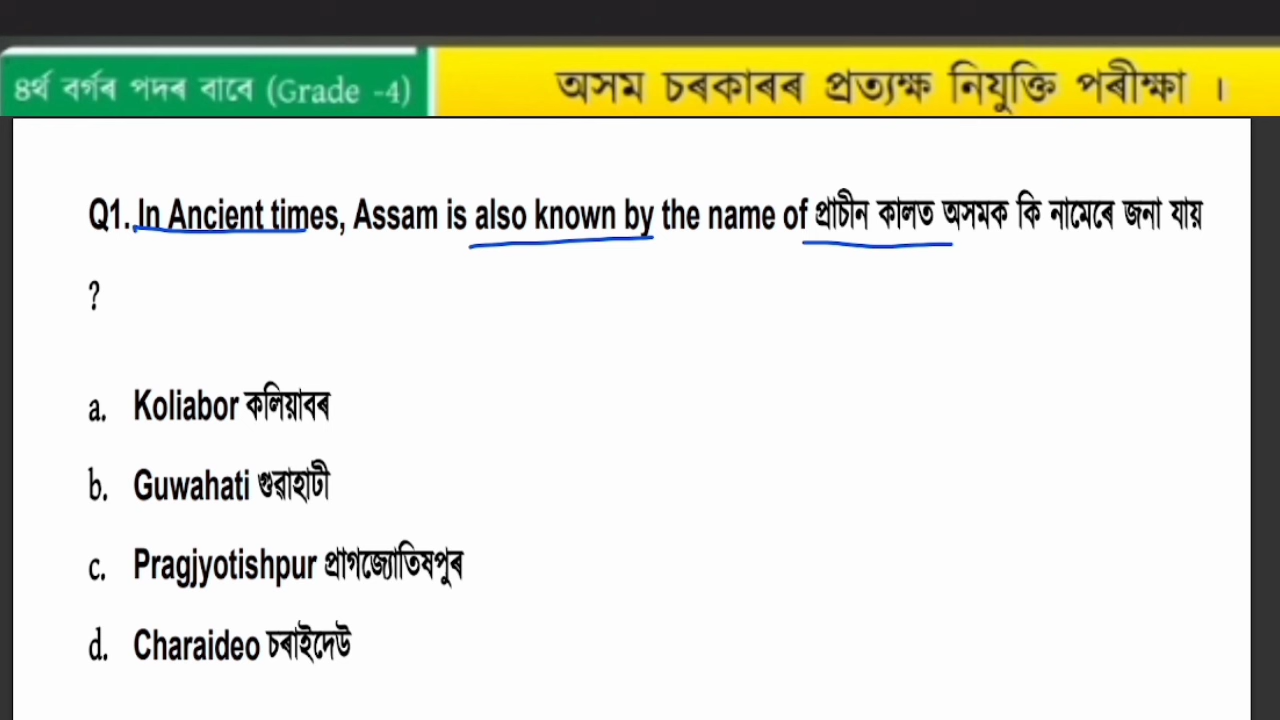 ৪ৰ্থ বৰ্গৰ পদৰ বাবে (Grade -4)
অসম চৰকাৰৰ প্ৰত্যক্ষ নিযুক্তি পৰীক্ষা ।
Q1. In Ancient times, Assam is also known by the name of প্ৰাচীন কালত অসমক কি নামেৰে জনা যায়
?
a. Koliabor কলিয়াবৰ
b. Guwahati গুৱাহাটী
c. Pragjyotishpur প্ৰাগজ্যোতিষপুৰ
d. Charaideo চৰাইদেউ